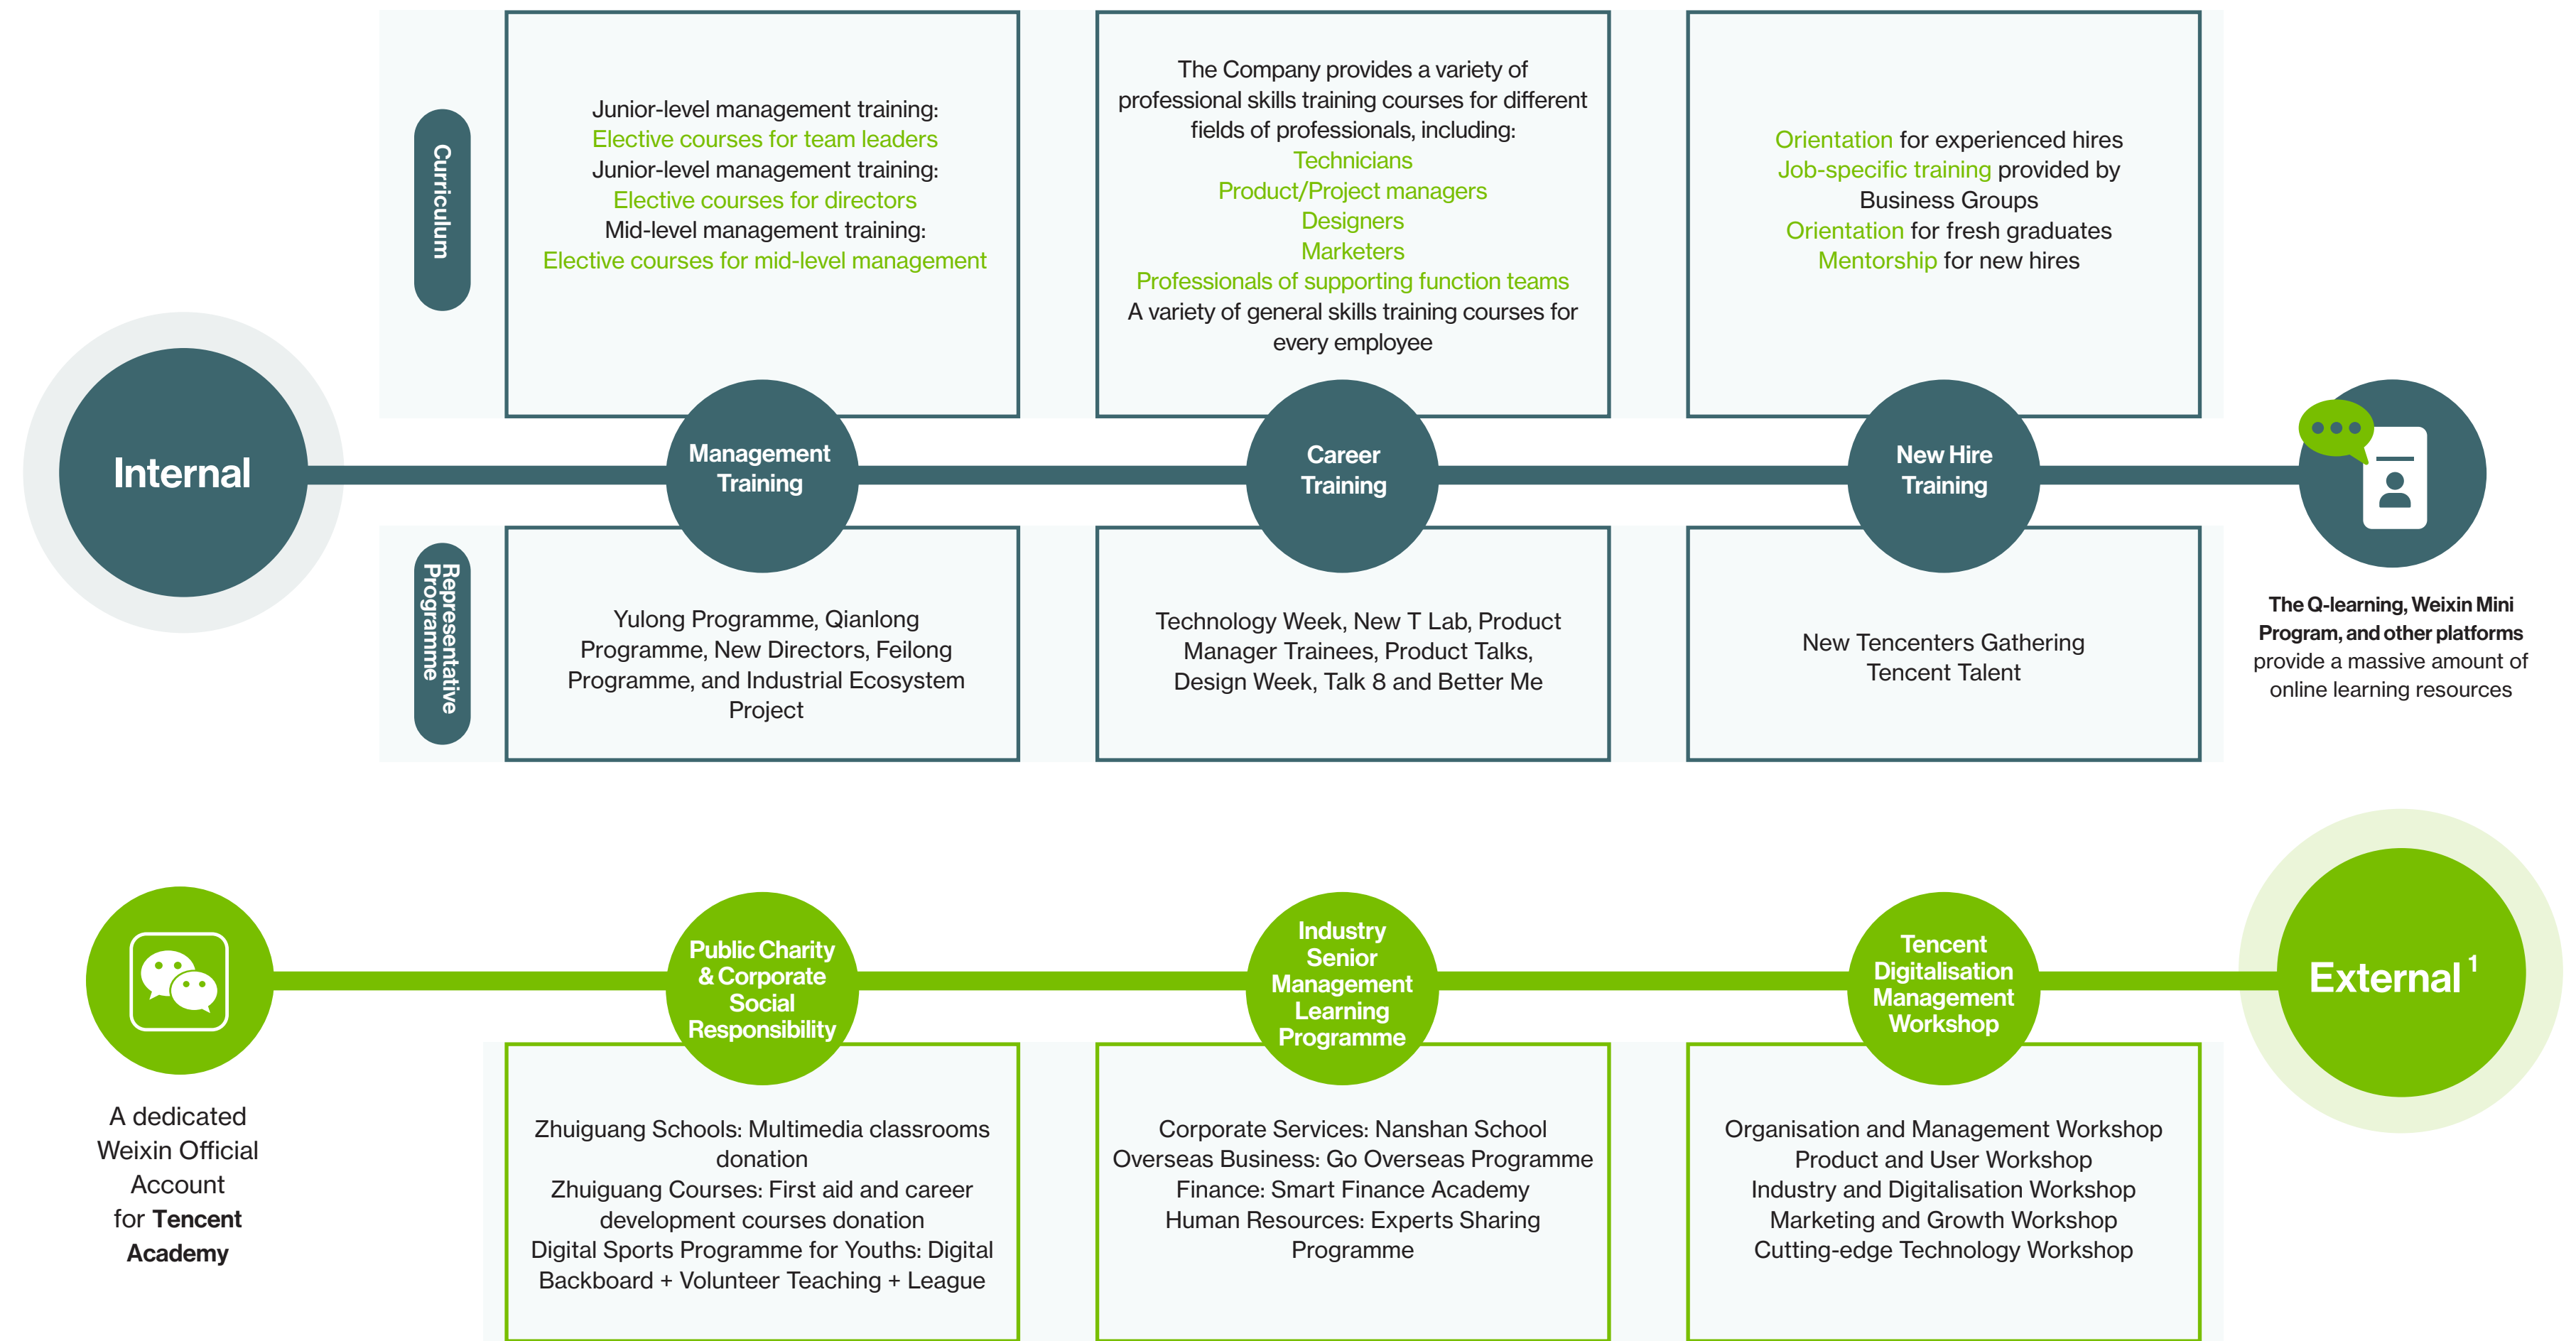 Internal
Curriculum
Junior-level management training:
Elective courses for team leaders
Junior-level management training:
Elective courses for directors
Mid-level management training:
Elective courses for mid-level management
The Company provides a variety of
professional skills training courses for different
fields of professionals, including:
Technicians
Product/Project managers
Designers
Marketers
Professionals of supporting function teams
A variety of general skills training courses for
every employee
Orientation for experienced hires
Job-specific training provided by
Business Groups
Orientation for fresh graduates
Mentorship for new hires
Management
Training
Career
Training
New Hire
Training
Representative
Programme
Yulong Programme, Qianlong
Programme, New Directors, Feilong
Programme, and Industrial Ecosystem
Project
Technology Week, New T Lab, Product
Manager Trainees, Product Talks,
Design Week, Talk 8 and Better Me
New Tencenters Gathering
Tencent Talent
The Q-learning, Weixin Mini
Program, and other platforms
provide a massive amount of
online learning resources
External 1
A dedicated
Weixin Official
Account
for Tencent
Academy
Public Charity
& Corporate
Social
Responsibility
Zhuiguang Schools: Multimedia classrooms
donation
Zhuiguang Courses: First aid and career
development courses donation
Digital Sports Programme for Youths: Digital
Backboard + Volunteer Teaching + League
Industry
Senior
Management
Learning
Programme
Corporate Services: Nanshan School
Overseas Business: Go Overseas Programme
Finance: Smart Finance Academy
Human Resources: Experts Sharing
Programme
Tencent
Digitalisation
Management
Workshop
Organisation and Management Workshop
Product and User Workshop
Industry and Digitalisation Workshop
Marketing and Growth Workshop
Cutting-edge Technology Workshop